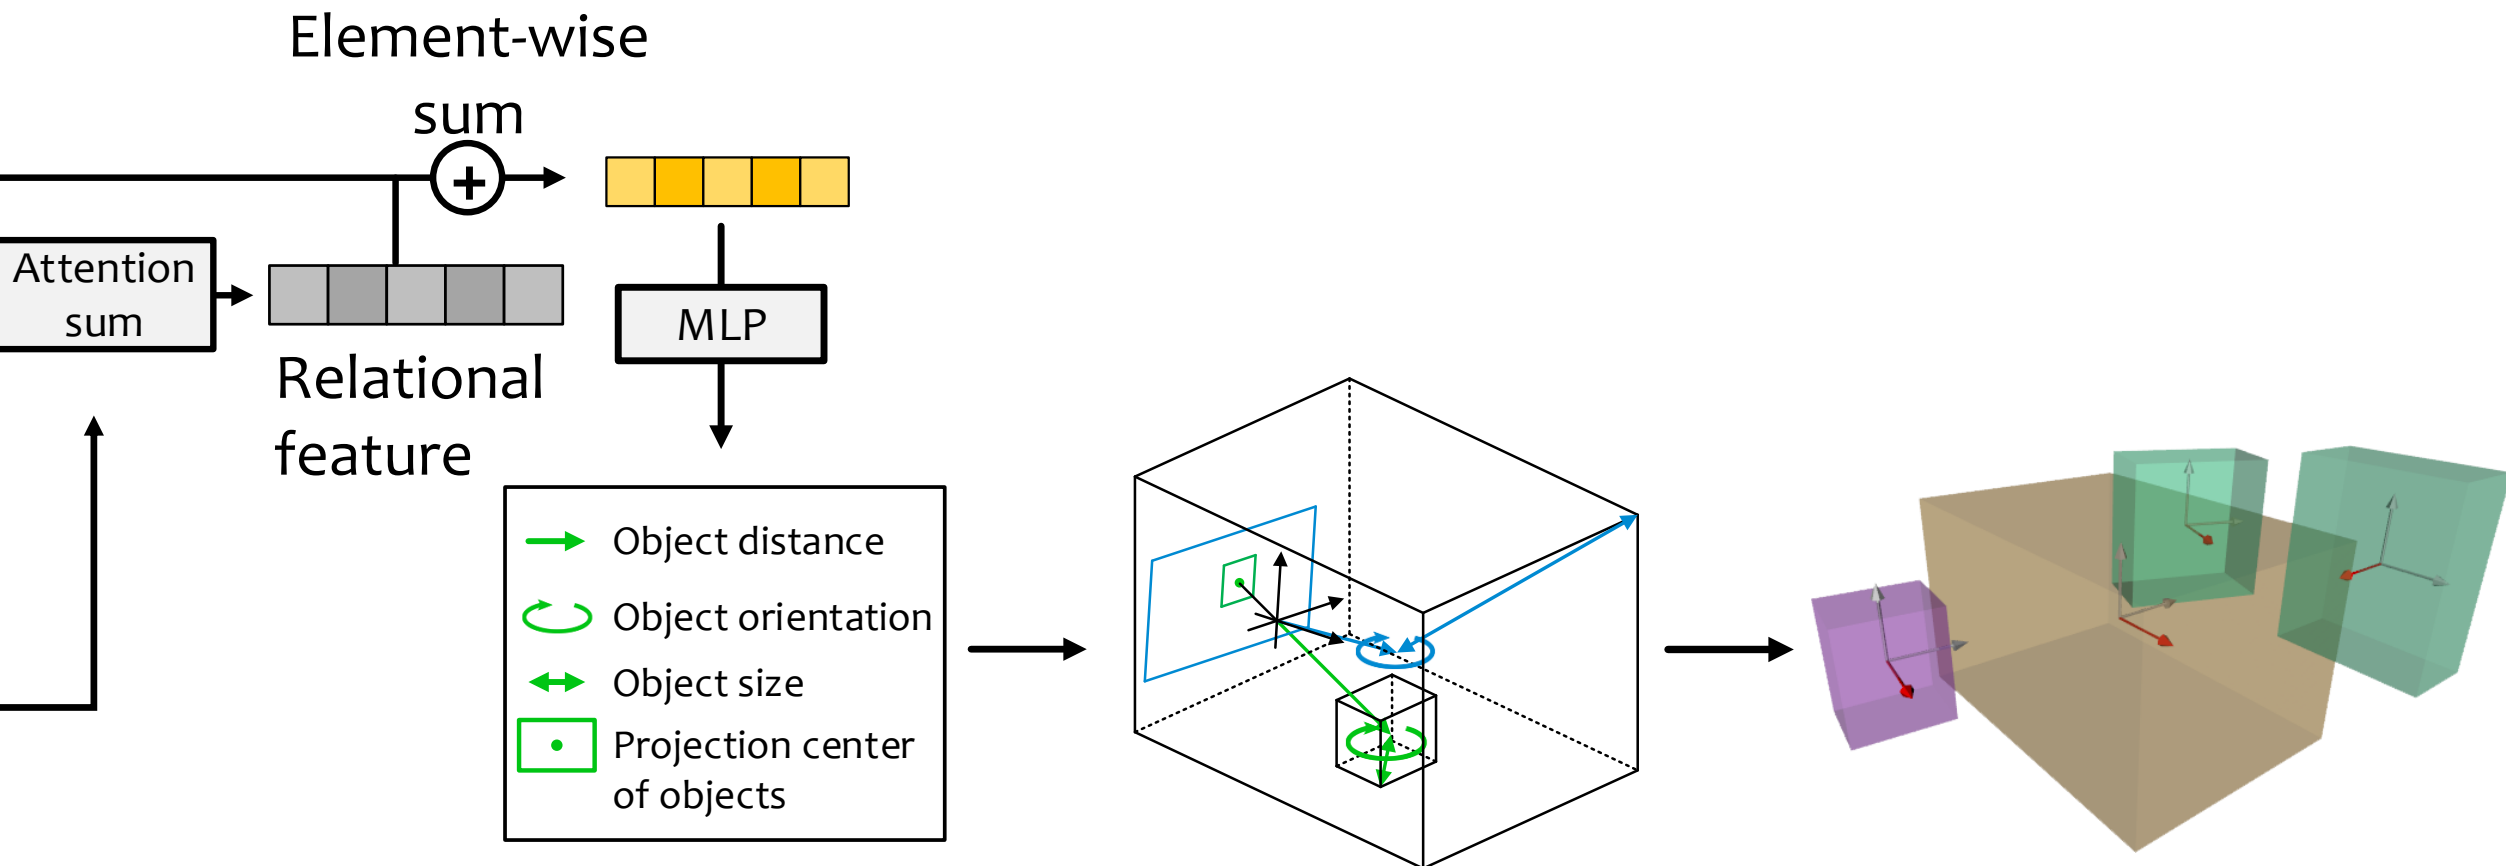 Element-wise
sum
+
Attention
sum
Relational
feature
MLP
Object distance
Object orientation
Object size
Projection center
of objects